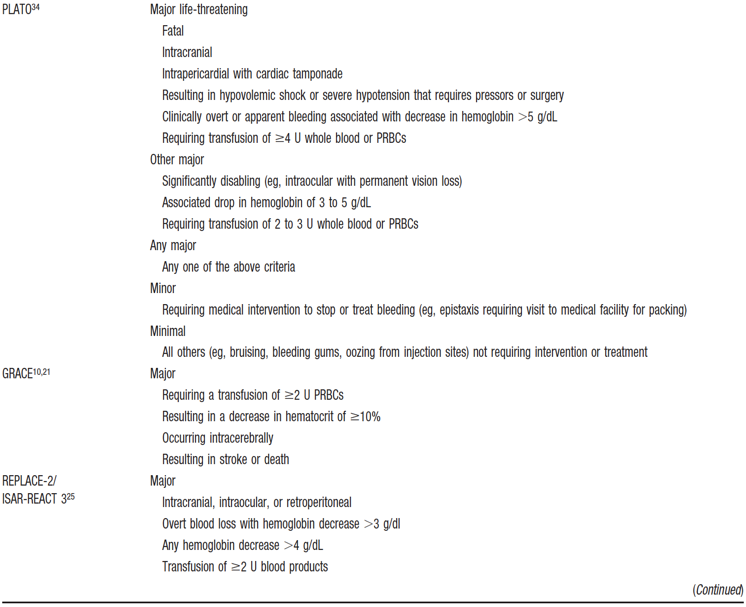 PLATO34 Major life-threatening
Fatal
Intracranial
Intrapericardial with cardiac tamponade
Resulting in hypovolemic shock or severe hypotension that requires pressors or surgery
Clinically overt or apparent bleeding associated with decrease in hemoglobin >5 g/dL
Requiring transfusion of ≥4 U whole blood or PRBCs
Other major
Significantly disabling (eg, intraocular with permanent vision loss)
Associated drop in hemoglobin of 3 to 5 g/dL
Requiring transfusion of 2 to 3 U whole blood or PRBCs
Any major
Any one of the above criteria
Minor
Requiring medical intervention to stop or treat bleeding (eg, epistaxis requiring visit to medical facility for packing)
Minimal
All others (eg, bruising, bleeding gums, oozing from injection sites) not requiring intervention or treatment
GRACE10,21 Major
Requiring a transfusion of ≥2 U PRBCs
Resulting in a decrease in hematocrit of ≥10%
Occurring intracerebrally
Resulting in stroke or death
REPLACE-2/ Major
ISAR-REACT 325 Intracranial, intraocular, or retroperitoneal
Overt blood loss with hemoglobin decrease >3 g/dl
Any hemoglobin decrease >4 g/dL
Transfusion of ≥2 U blood products
(Continued)